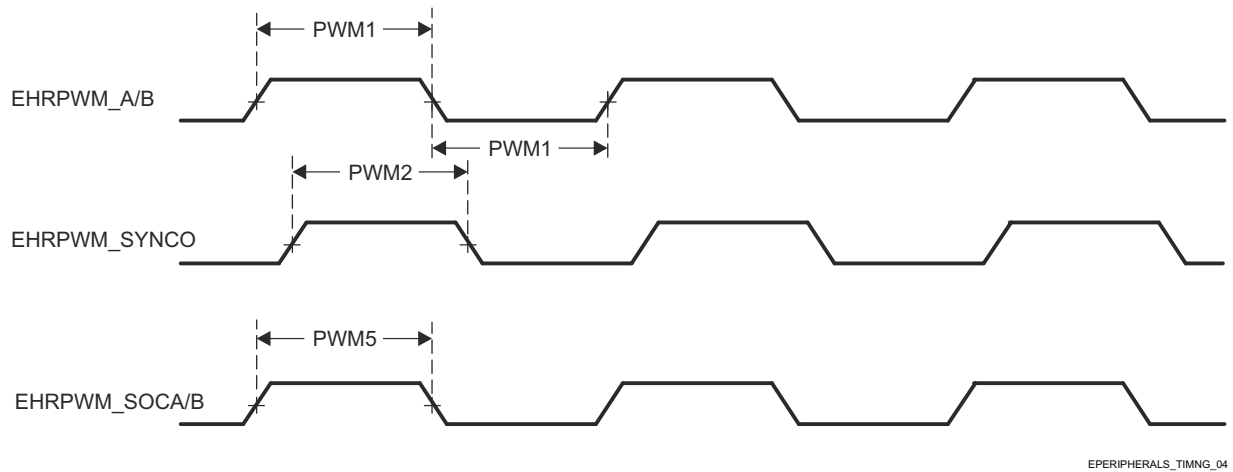 PWM1
EHRPWM_A/B
PWM1
PWM2
EHRPWM_SYNCO
PWM5
EHRPWM_SOCA/B
EPERIPHERALS_TIMNG_04